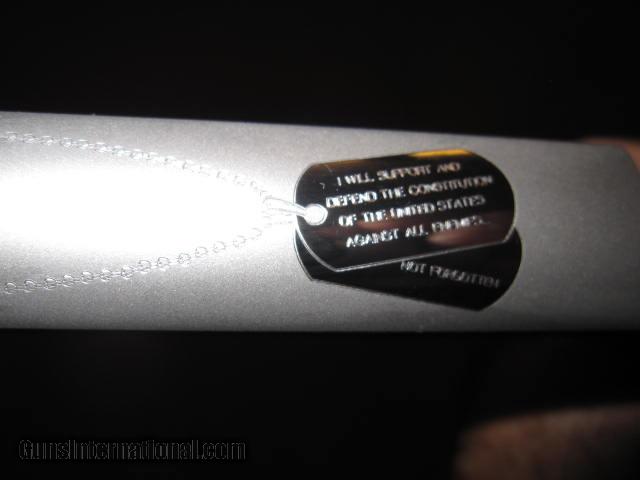 I WILL SUPPORT AND
DEFEND THE CONSTITUTION
OF THE UNITED STATES
AGAINST ALL ENEMIES...
NOT FORGOTTEN
GunsInternational.com